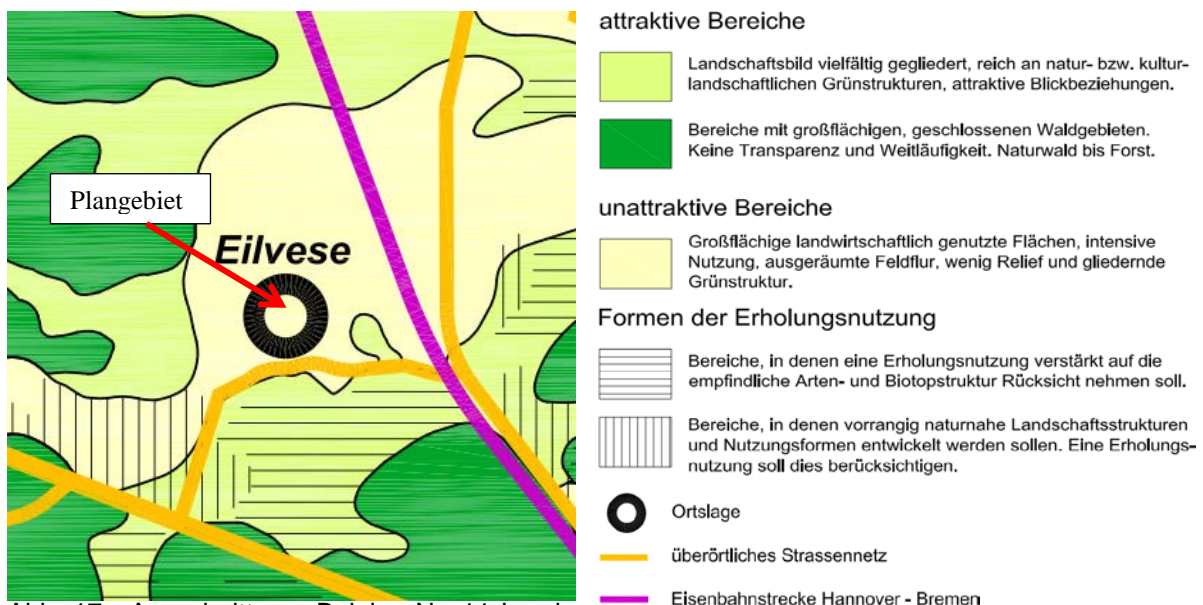 Plangebiet
Eilvese
attraktive Bereiche
Landschaftsbild vielfältig gegliedert, reich an natur- bzw. kultur-
landschaftlichen Grünstrukturen, attraktive Blickbeziehungen.
Bereiche mit großflächigen, geschlossenen Waldgebieten.
Keine Transparenz und Weitläufigkeit. Naturwald bis Forst.
unattraktive Bereiche
Großflächige landwirtschaftlich genutzte Flächen, intensive
Nutzung, ausgeräumte Feldflur, wenig Relief und gliedernde
Grünstruktur.
Formen der Erholungsnutzung
Bereiche, in denen eine Erholungsnutzung verstärkt auf die
empfindliche Arten- und Biotopstruktur Rücksicht nehmen soll.
Bereiche, in denen vorrangig naturnahe Landschaftsstrukturen
und Nutzungsformen entwickelt werden sollen. Eine Erholungs-
nutzung soll dies berücksichtigen.
Ortslage
überörtliches Strassennetz
Eisenbahnstrecke Hannover - Bremen